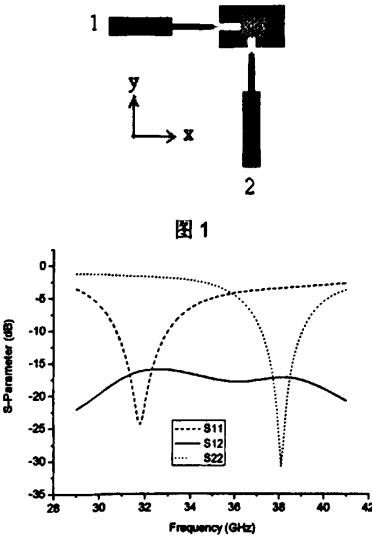 1
y
x
2
图1
S-Parameter (dB)
0
-5
-10
-15
-20
-25
-30
-35
S11
S12
S22
28 30 32 34 36 38 40 42
Frequency (GHz)